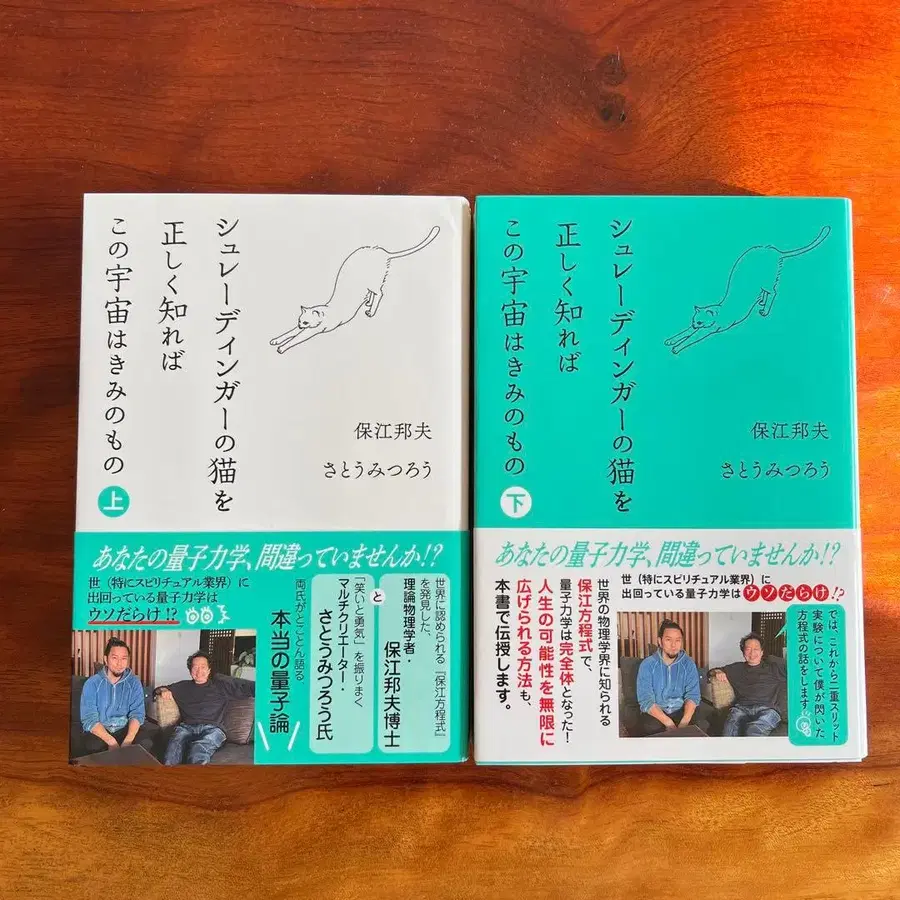 シュレーディンガーの猫を
正しく知れば
この宇宙はきみのもの
上
保江邦夫
さとうみつろう
あなたの量子力学、間違っていませんか!?
世(特にスピリチュアル業界)に
出回っている量子力学は
ウソだらけ!?
世界に認められる『保江方程式』
を発見した、
理論物理学者・
保江邦夫博士
と
「笑いと勇気」を振りまく
マルチクリエーター・
さとうみつろう氏
両氏がとことん語る
本当の量子論
シュレーディンガーの猫を
正しく知れば
この宇宙はきみのもの
下
保江邦夫
さとうみつろう
あなたの量子力学、間違っていませんか!?
世(特にスピリチュアル業界)に
出回っている量子力学はウソだらけ!?
では、これから二重スリット
実験について僕が閃いた
方程式の話をします
世界の物理学界に知られる
保江方程式で、
量子力学は完全体となった!
人生の可能性を無限に
広げられる方法も、
本書で伝授します。